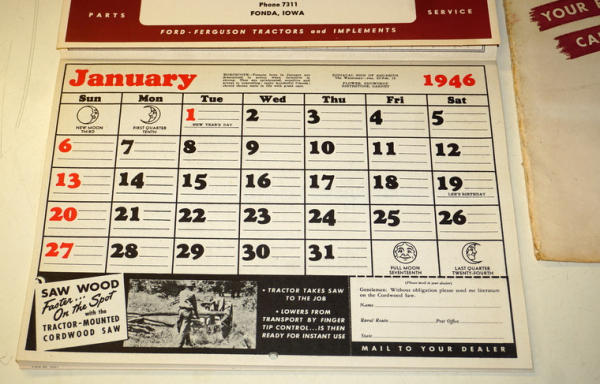 Phone 7311
PARTS
FONDA, IOWA
SERVICE
FORD-FERGUSON TRACTORS and IMPLEMENTS
YOUR
CA
January
1946
Sun Mon Tue Wed Thu Fri Sat
NEW MOON
THIRD
FIRST QUARTER
TENTH
1 2 3 4 5
NEW YEAR'S DAY
6 7 8 9 10 11 12
13 14 15 16 17 18 19
LEE'S BIRTHDAY
20 21 22 23 24 25 26
27 28 29 30 31
FULL MOON
SEVENTEENTH
LAST QUARTER
TWENTY-FOURTH
SAW WOOD
Faster...
On the Spot
with the
TRACTOR-MOUNTED
CORDWOOD SAW
• TRACTOR TAKES SAW
TO THE JOB
• LOWERS FROM
TRANSPORT BY FINGER
TIP CONTROL...IS THEN
READY FOR INSTANT USE
(Please mail to your dealer)
Gentlemen: Without obligation please send me literature
on the Cordwood Saw.
Name
Rural Route Post Office
State
MAIL TO YOUR DEALER